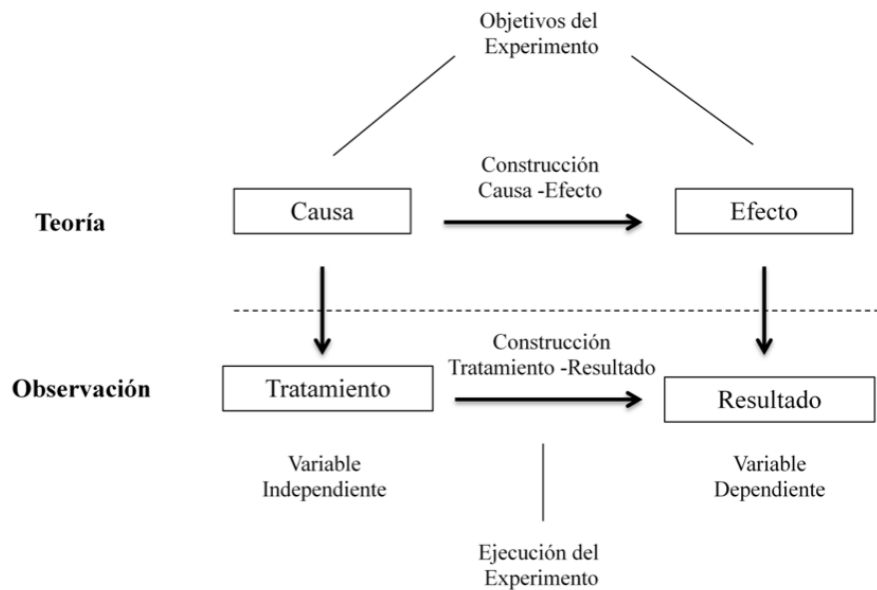 Objetivos del
Experimento
Construcción
Causa -Efecto
Teoría
Causa
Efecto
Construcción
Tratamiento -Resultado
Observación
Tratamiento
Resultado
Variable
Independiente
Variable
Dependiente
Ejecución del
Experimento